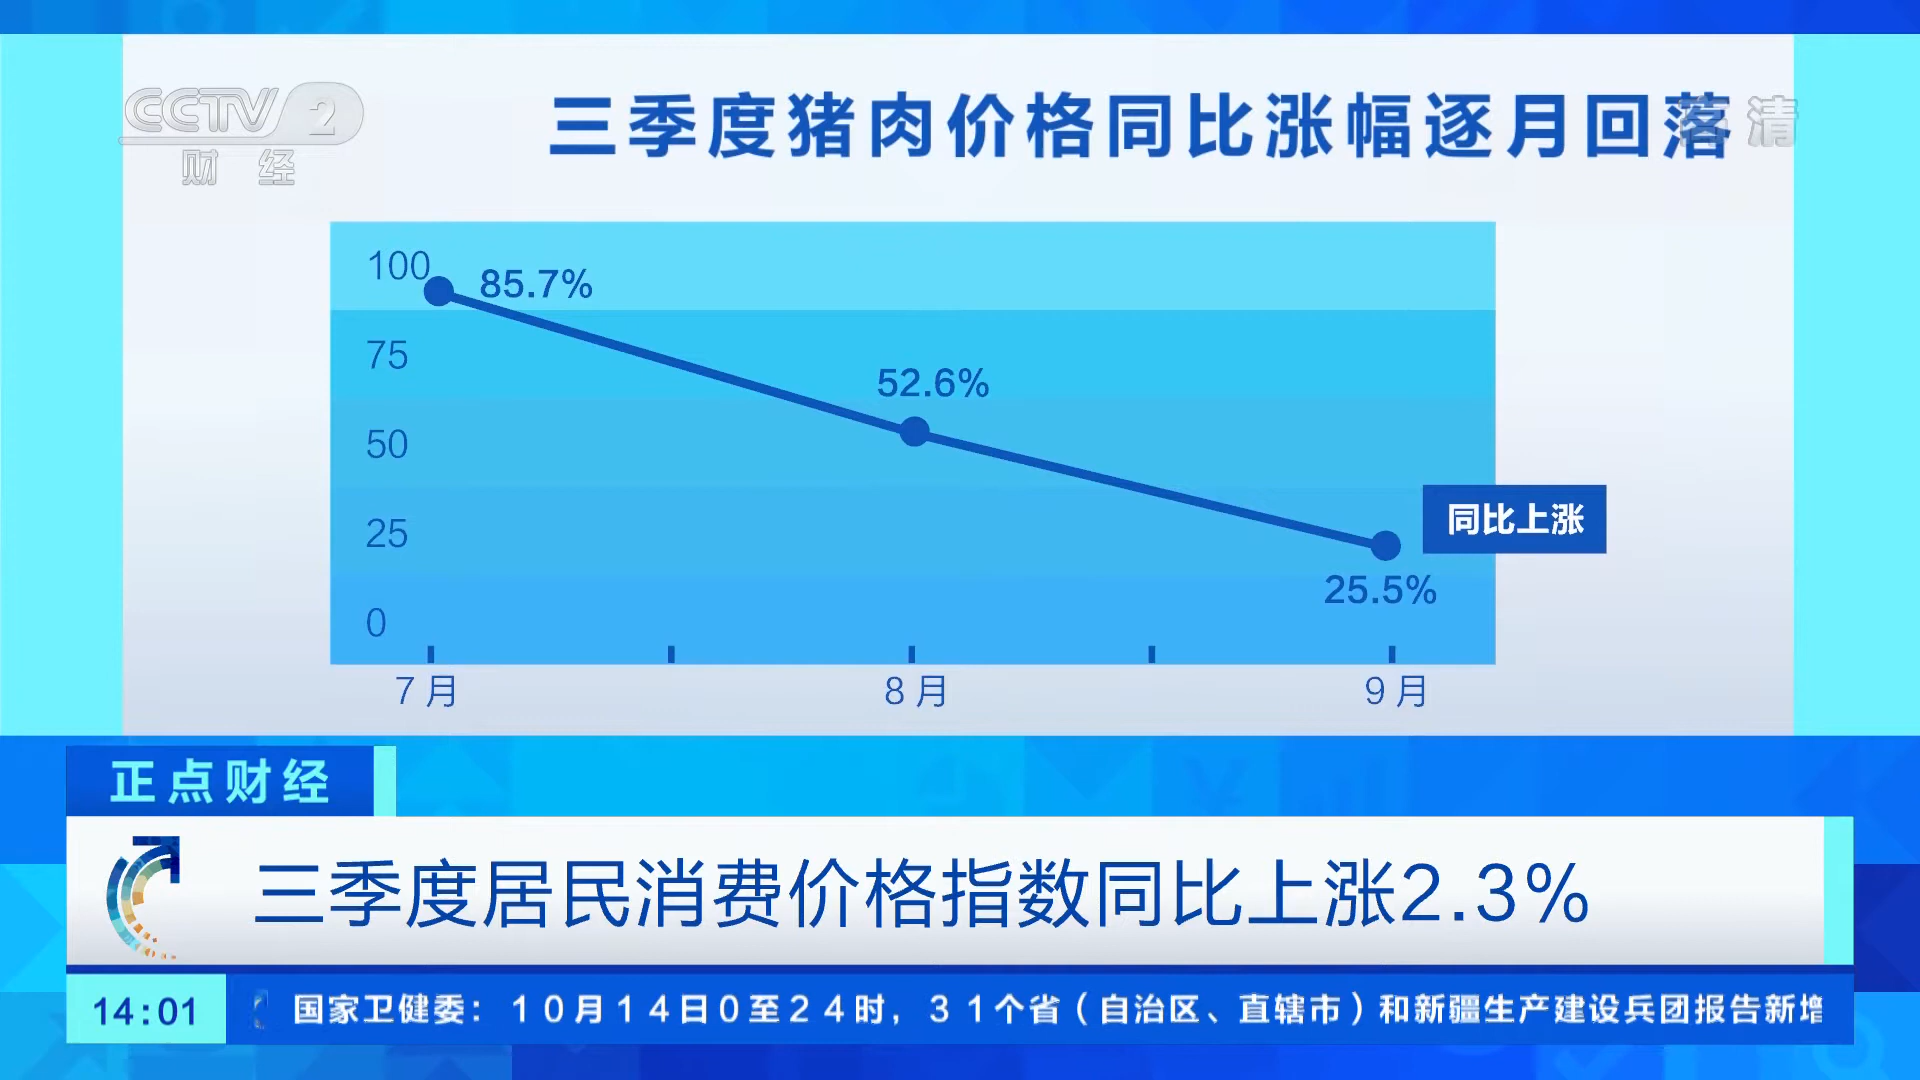 CCTV 2
财经
三季度猪肉价格同比涨幅逐月回落
高清
100
85.7%
75
52.6%
50
同比上涨
25
25.5%
0
7月
8月
9月
正点财经
三季度居民消费价格指数同比上涨2.3%
14:01
国家卫健委：10月14日0至24时，31个省（自治区、直辖市）和新疆生产建设兵团报告新增